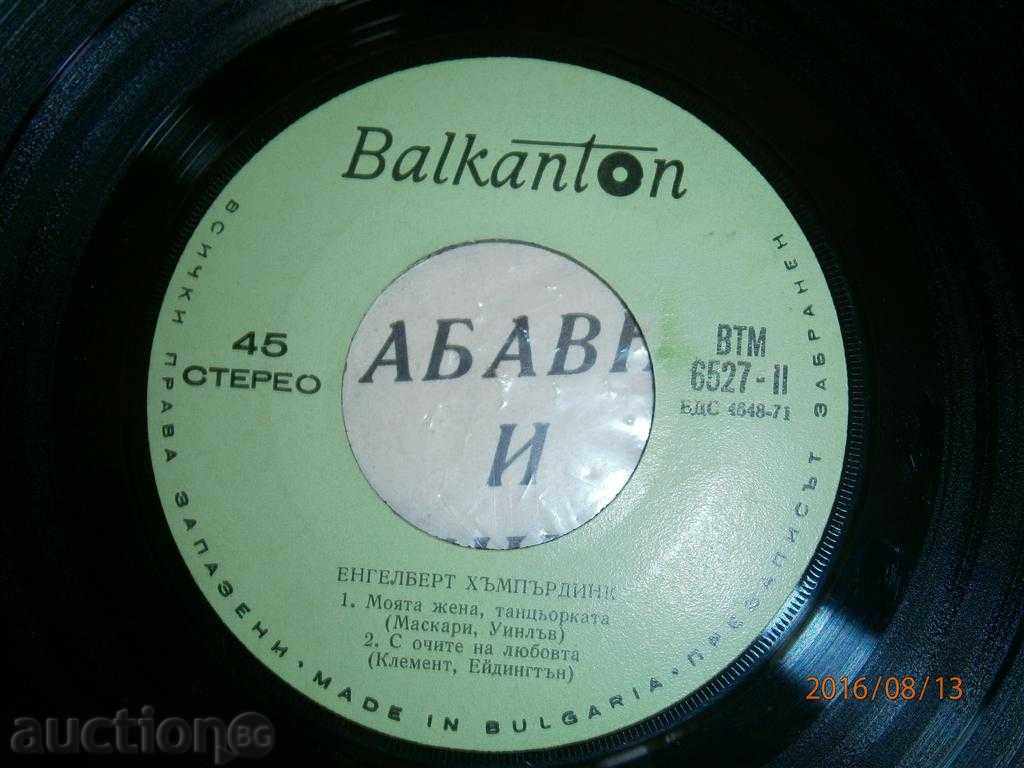 Balkanton
45
СТЕРЕО
ВТМ
6527-II
БДС 4648-71
АБАВ
И
ЕНГЕЛБЕРТ ХЪМПЪРДИНК
1. Моята жена, танцьорката
(Маскари, Уинлъв)
2. С очите на любовта
(Клемент, Ейдингтън)
ВСИЧКИ ПРАВА ЗАПАЗЕНИ · MADE IN BULGARIA · ПРЕЗАПИСЪТ ЗАБРАНЕН
2016/08/13
auction BG